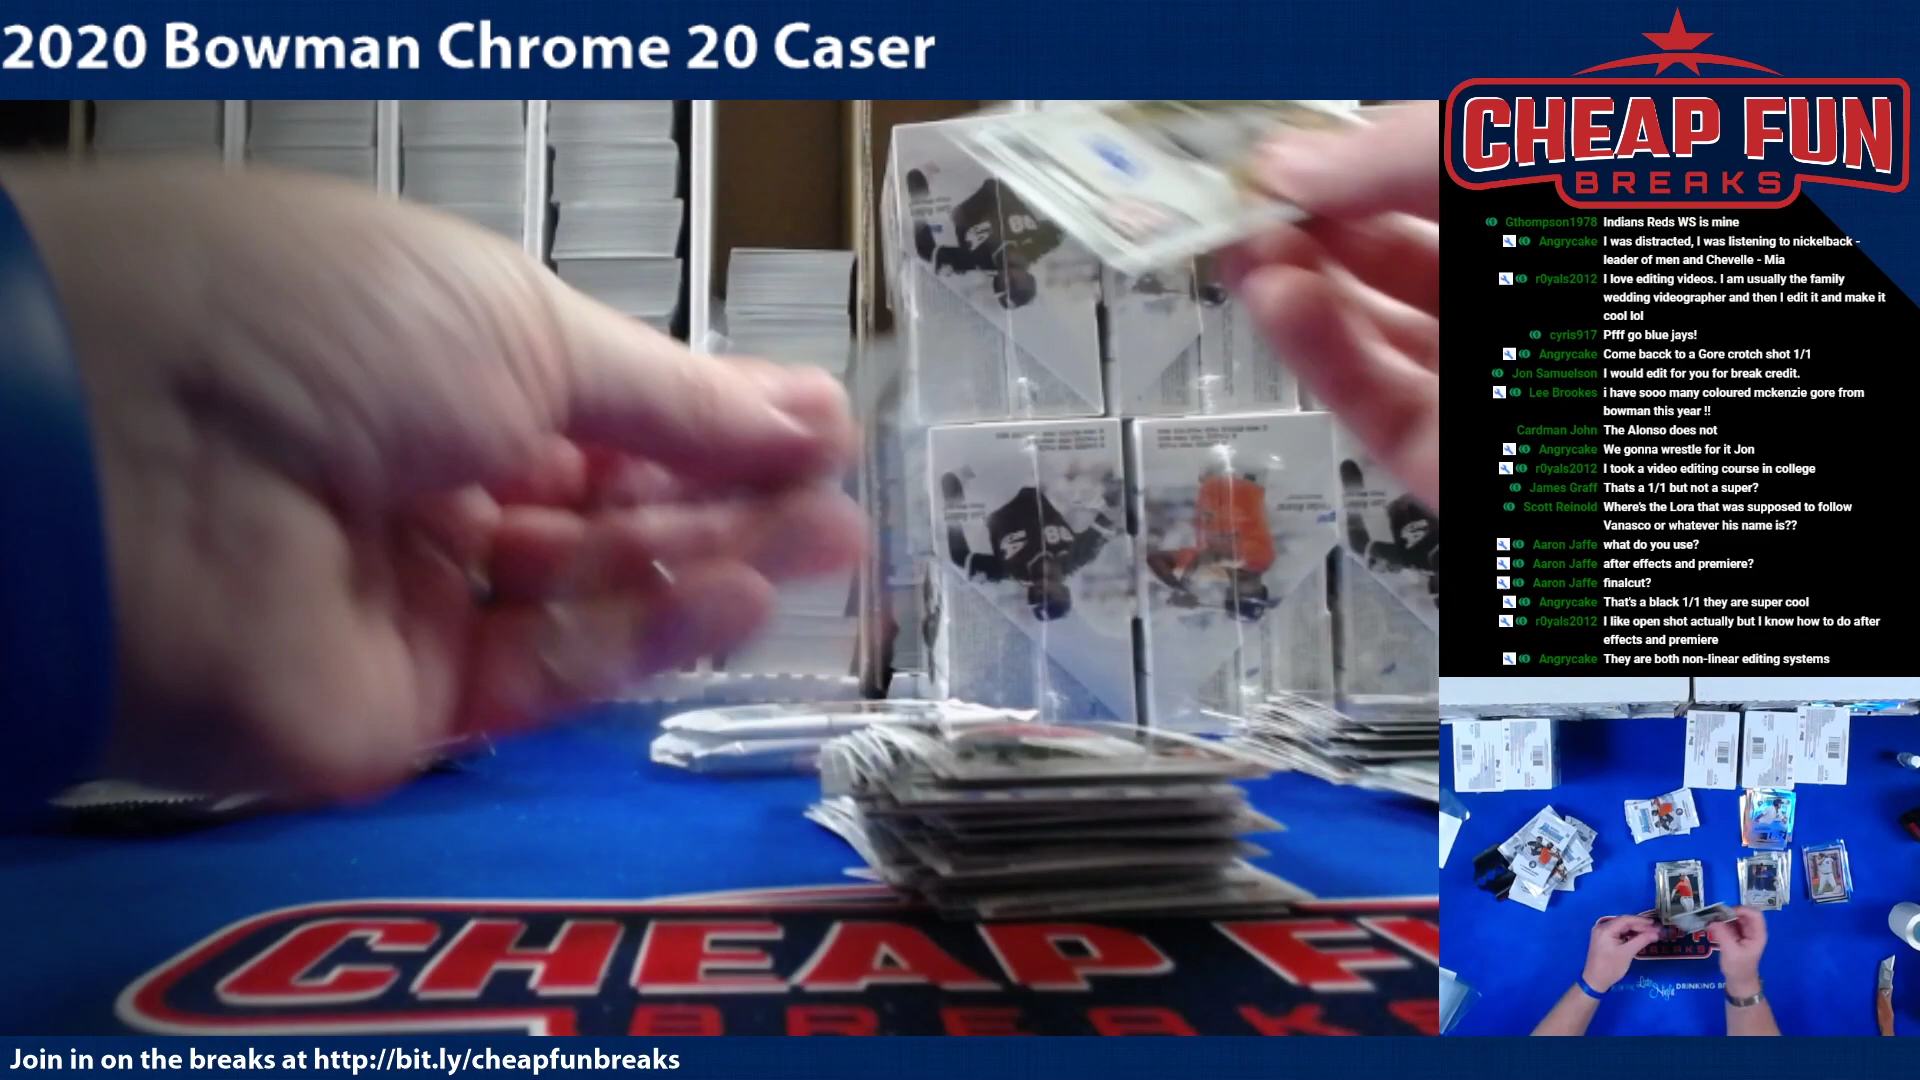 2020 Bowman Chrome 20 Caser
CHEAP FUN
BREAKS
Gthompson1978 Indians Reds WS is mine
Angrycake I was distracted, I was listening to nickelback -
leader of men and Chevelle - Mia
r0yals2012 I love editing videos. I am usually the family
wedding videographer and then I edit it and make it
cool lol
cyris917 Pfff go blue jays!
Angrycake Come bacck to a Gore crotch shot 1/1
Jon Samuelson I would edit for you for break credit.
Lee Brookes i have sooo many coloured mckenzie gore from
bowman this year !!
Cardman John The Alonso does not
Angrycake We gonna wrestle for it Jon
r0yals2012 I took a video editing course in college
James Graff Thats a 1/1 but not a super?
Scott Reinold Where's the Lora that was supposed to follow
Vanasco or whatever his name is??
Aaron Jaffe what do you use?
Aaron Jaffe after effects and premiere?
Aaron Jaffe finalcut?
Angrycake That's a black 1/1 they are super cool
r0yals2012 I like open shot actually but I know how to do after
effects and premiere
Angrycake They are both non-linear editing systems
CHEAP FU
BREAKS
Late Night DRINKING
Join in on the breaks at http://bit.ly/cheapfunbreaks